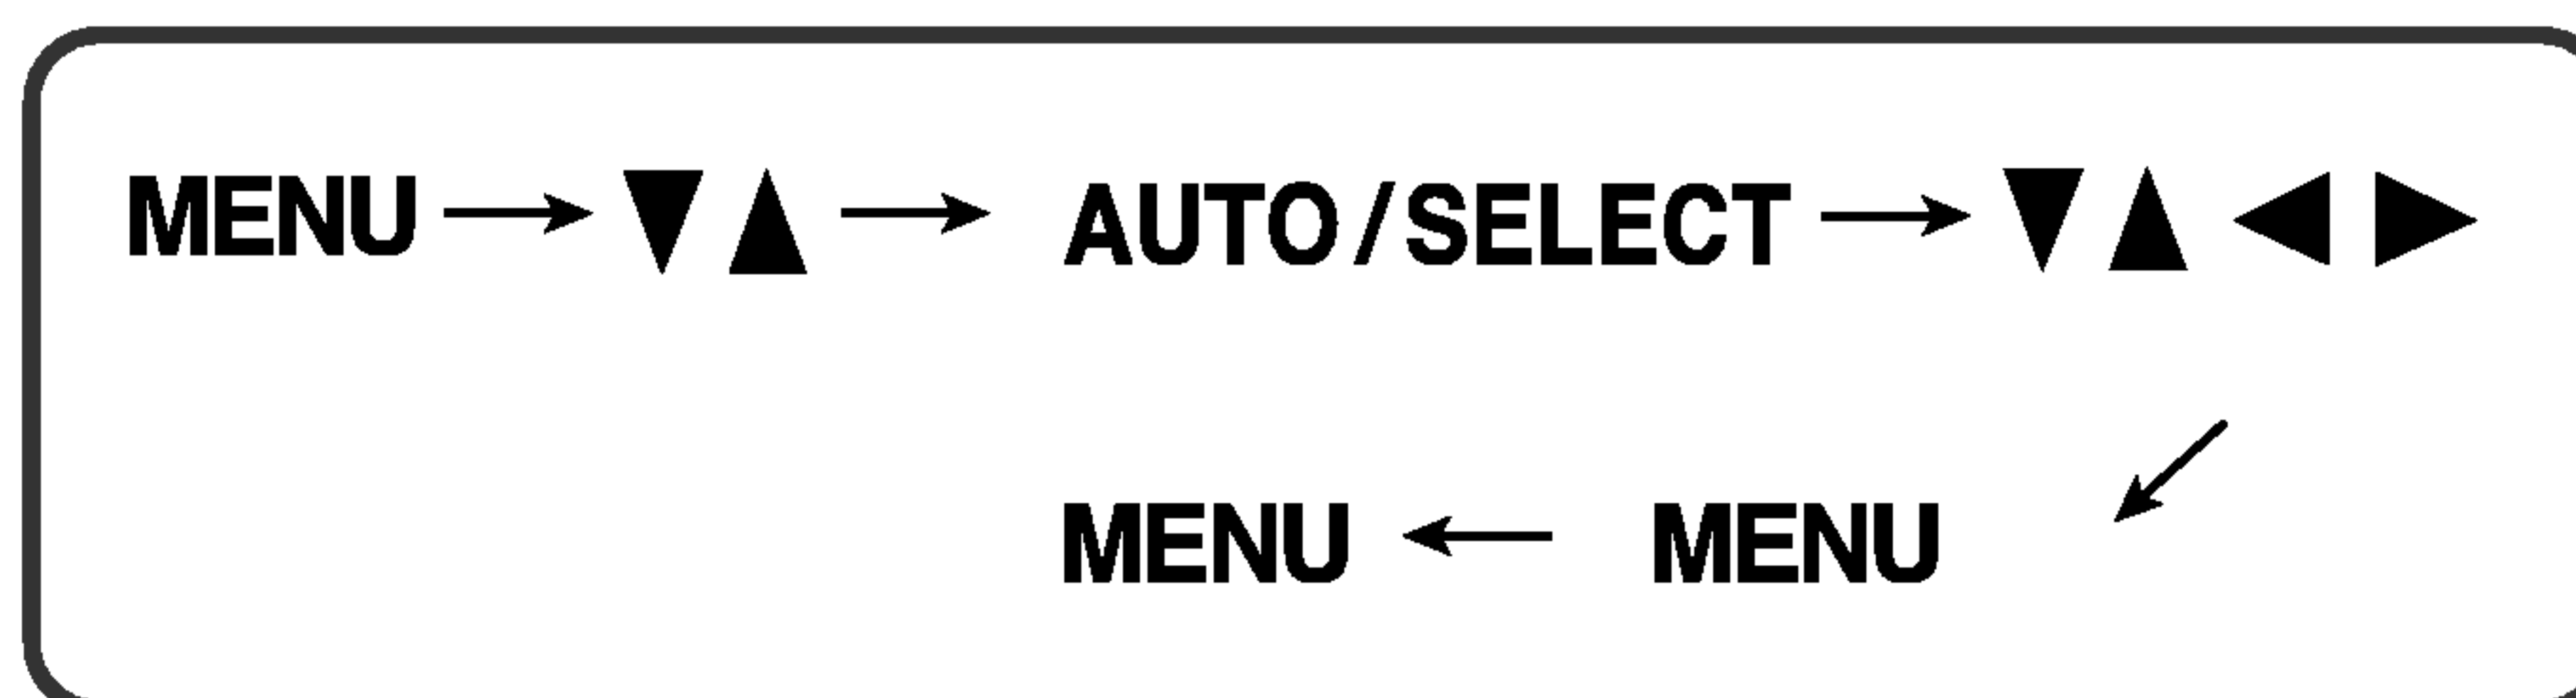 MENU → ▼▲ → AUTO/SELECT → ▼▲◀▶
MENU ← MENU